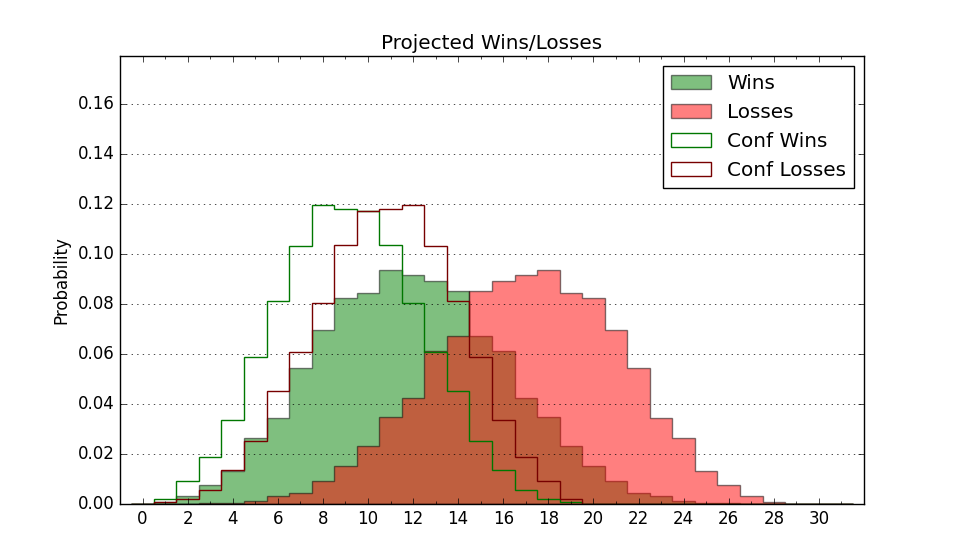 Projected Wins/Losses
Wins
Losses
Conf Wins
Conf Losses
Probability
0.16
0.14
0.12
0.10
0.08
0.06
0.04
0.02
0.00
0 2 4 6 8 10 12 14 16 18 20 22 24 26 28 30